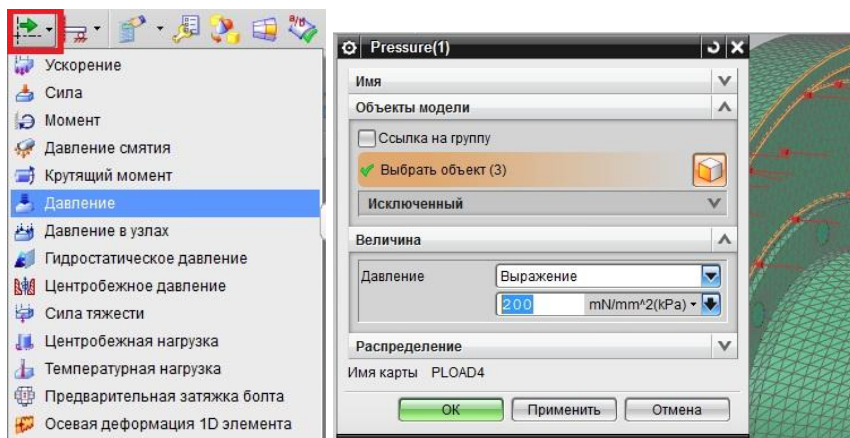 Ускорение
Сила
Момент
Давление смятия
Крутящий момент
Давление
Давление в узлах
Гидростатическое давление
Центробежное давление
Сила тяжести
Центробежная нагрузка
Температурная нагрузка
Предварительная затяжка болта
Осевая деформация 1D элемента
Pressure(1)
Имя
Объекты модели
Ссылка на группу
Выбрать объект (3)
Исключенный
Величина
Давление Выражение
200 mN/mm^2(kPa)
Распределение
Имя карты PLOAD4
ОК Применить Отмена